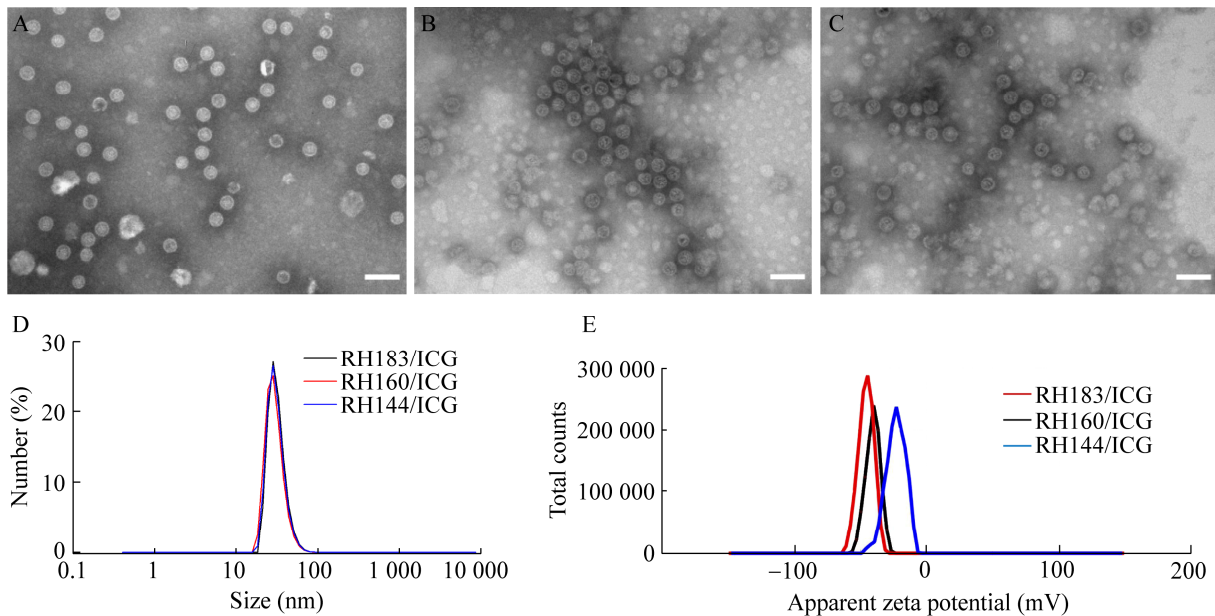 A
B
C
D
30
20
10
0
Number (%)
RH183/ICG
RH160/ICG
RH144/ICG
0.1 1 10 100 1 000 10 000
Size (nm)
E
300 000
200 000
100 000
0
Total counts
RH183/ICG
RH160/ICG
RH144/ICG
−100 0 100 200
Apparent zeta potential (mV)